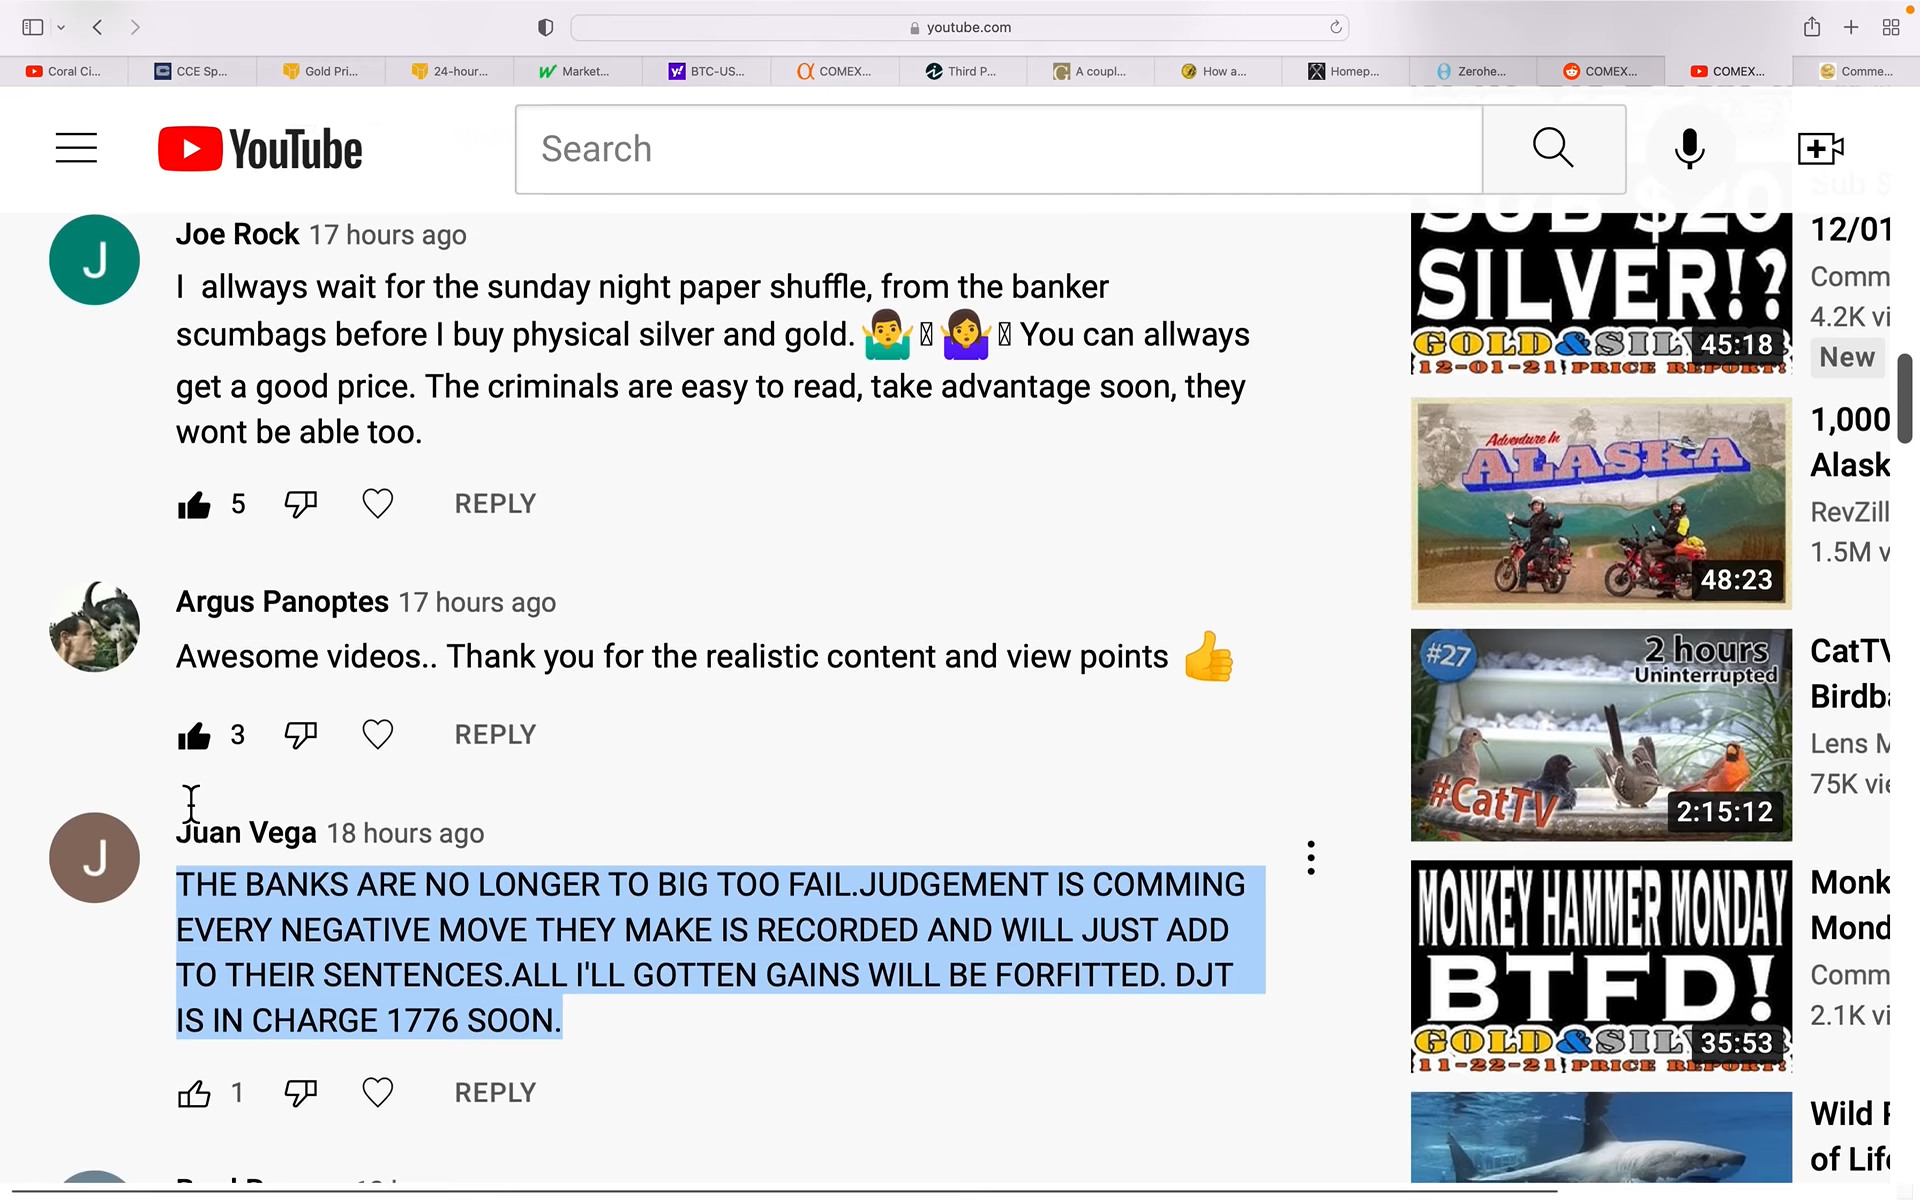 youtube.com
Coral Ci...
CCE Sp...
Gold Pri...
24-hour...
Market...
BTC-US...
COMEX...
Third P...
A coupl...
How a...
Homep...
Zerohe...
COMEX...
COMEX...
Comme...
YouTube
Search
Joe Rock 17 hours ago
I allways wait for the sunday night paper shuffle, from the banker
scumbags before I buy physical silver and gold. 🤷‍♂️ 🤷‍♀️ You can allways
get a good price. The criminals are easy to read, take advantage soon, they
wont be able too.
5
REPLY
Argus Panoptes 17 hours ago
Awesome videos.. Thank you for the realistic content and view points 👍
3
REPLY
Juan Vega 18 hours ago
THE BANKS ARE NO LONGER TO BIG TOO FAIL.JUDGEMENT IS COMMING
EVERY NEGATIVE MOVE THEY MAKE IS RECORDED AND WILL JUST ADD
TO THEIR SENTENCES.ALL I'LL GOTTEN GAINS WILL BE FORFITTED. DJT
IS IN CHARGE 1776 SOON.
1
REPLY
SUB $20
SILVER!?
GOLD&SILV
45:18
12-01-21 PRICE REPORT!
12/01
Comm
4.2K vi
New
Adventure In
ALASKA
48:23
1,000
Alask
RevZill
1.5M v
#27
2 hours
Uninterrupted
#CatTV
2:15:12
CatTV
Birdba
Lens M
75K vie
MONKEY HAMMER MONDAY
BTFD!
GOLD&SIL
35:53
11-22-21 PRICE REPORT!
Monk
Mond
Comm
2.1K vi
Wild
of Life